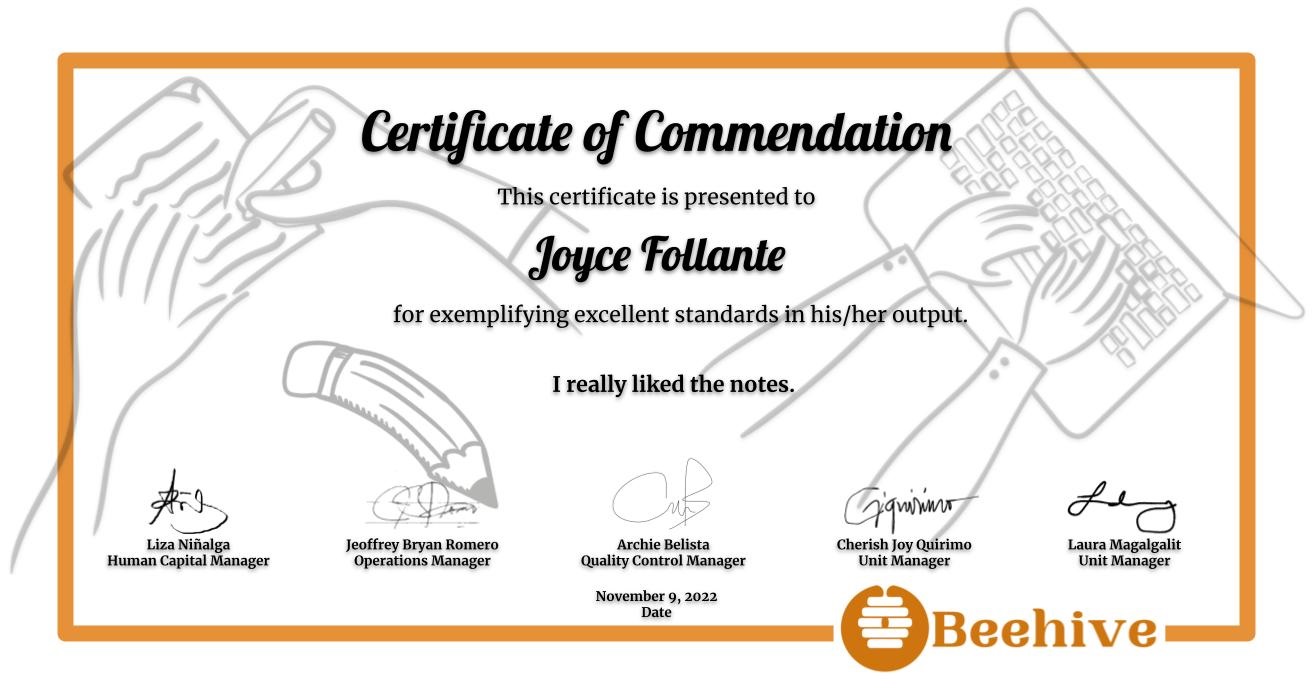 Certificate of Commendation
This certificate is presented to
Joyce Follante
for exemplifying excellent standards in his/her output.
I really liked the notes.
Liza Niñalga
Human Capital Manager
Jeoffrey Bryan Romero
Operations Manager
Archie Belista
Quality Control Manager
Cherish Joy Quirimo
Unit Manager
Laura Magalgalit
Unit Manager
November 9, 2022
Date
Beehive